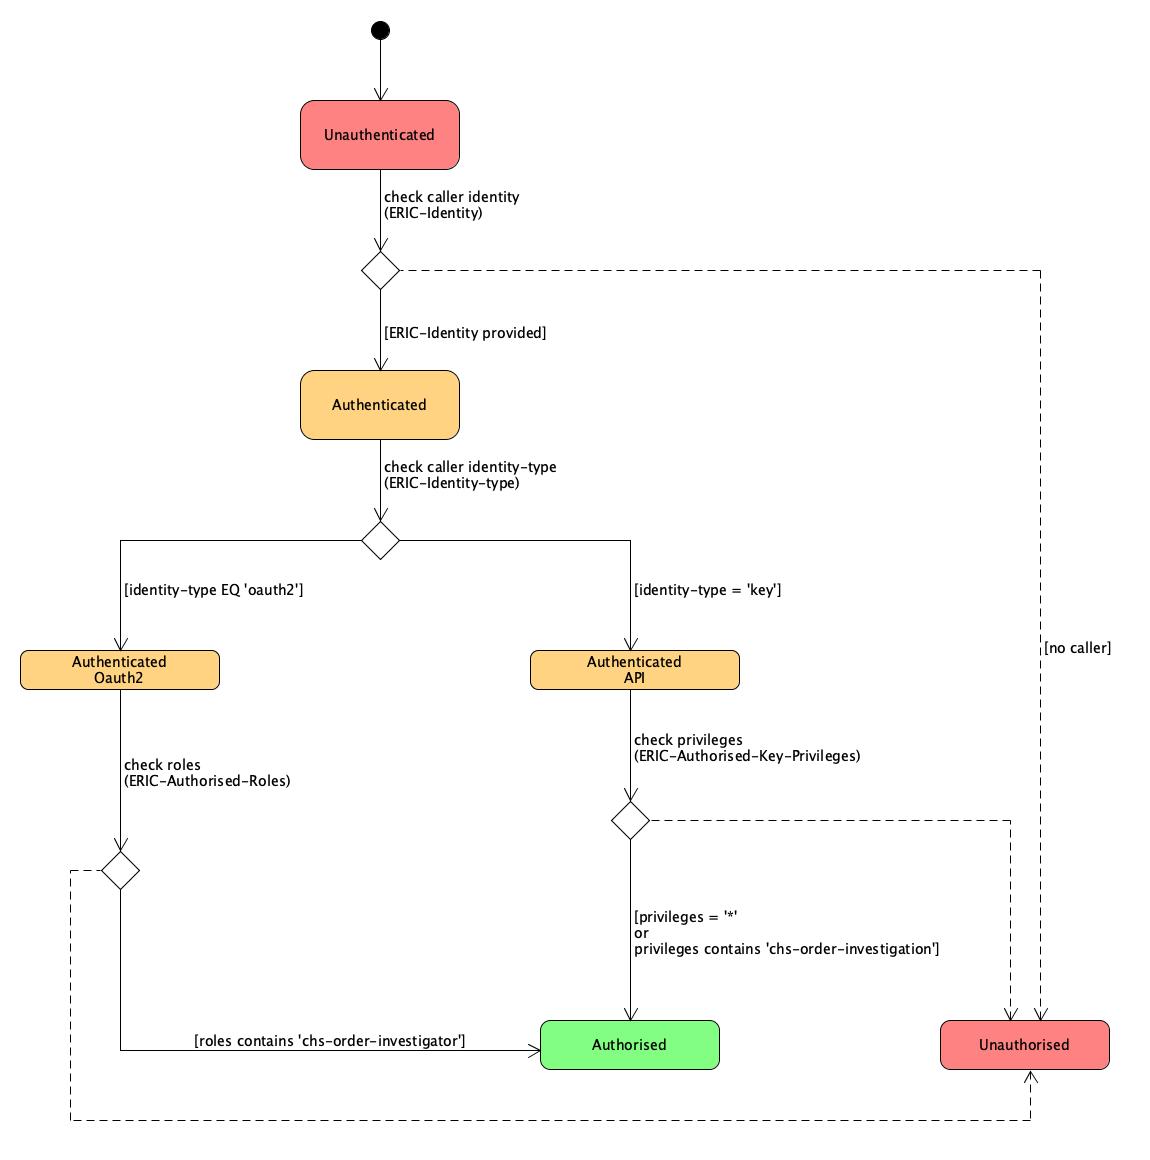 Unauthenticated
check caller identity
(ERIC-Identity)
[ERIC-Identity provided]
Authenticated
check caller identity-type
(ERIC-Identity-type)
[identity-type EQ 'oauth2']
[identity-type = 'key']
Authenticated
Oauth2
Authenticated
API
[no caller]
check roles
(ERIC-Authorised-Roles)
check privileges
(ERIC-Authorised-Key-Privileges)
[privileges = '*'
or
privileges contains 'chs-order-investigation']
[roles contains 'chs-order-investigator']
Authorised
Unauthorised